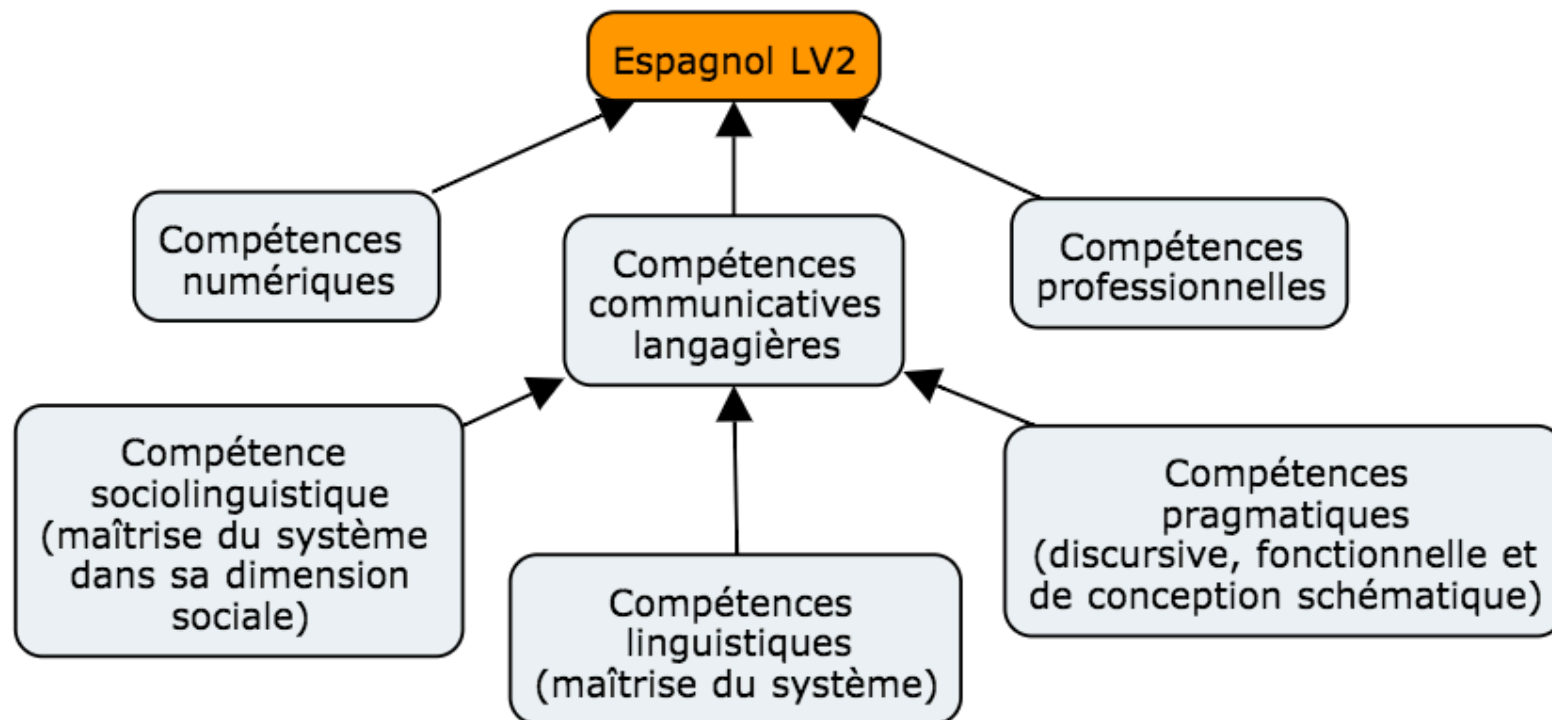 Espagnol LV2
Compétences
numériques
Compétences
communicatives
langagières
Compétences
professionnelles
Compétence
sociolinguistique
(maîtrise du système
dans sa dimension
sociale)
Compétences
linguistiques
(maîtrise du système)
Compétences
pragmatiques
(discursive, fonctionnelle et
de conception schématique)